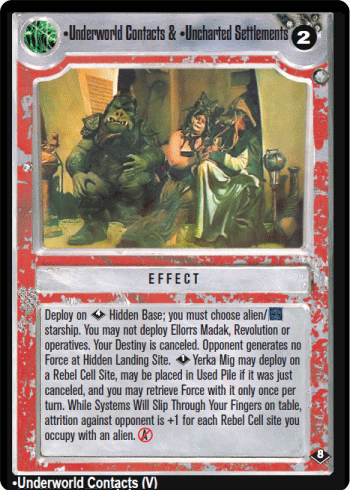 •Underworld Contacts & •Uncharted Settlements
2
EFFECT
Deploy on Hidden Base; you must choose alien/
starship. You may not deploy Ellorrs Madak, Revolution or
operatives. Your Destiny is canceled. Opponent generates no
Force at Hidden Landing Site. Yerka Mig may deploy on
a Rebel Cell Site, may be placed in Used Pile if it was just
canceled, and you may retrieve Force with it only once per
turn. While Systems Will Slip Through Your Fingers on table,
attrition against opponent is +1 for each Rebel Cell site you
occupy with an alien. A
8
•Underworld Contacts (V)